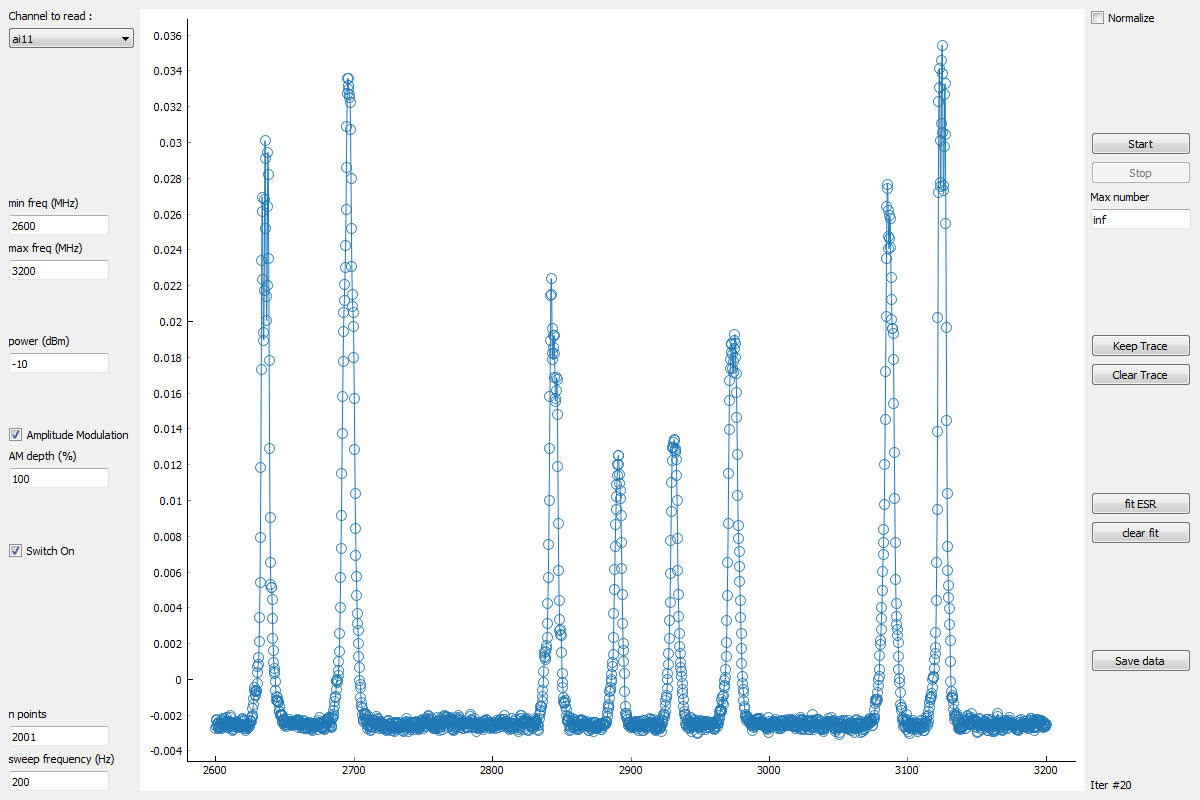 Channel to read :
ai11
min freq (MHz)
2600
max freq (MHz)
3200
power (dBm)
-10
Amplitude Modulation
AM depth (%)
100
Switch On
n points
2001
sweep frequency (Hz)
200
0.036
0.034
0.032
0.03
0.028
0.026
0.024
0.022
0.02
0.018
0.016
0.014
0.012
0.01
0.008
0.006
0.004
0.002
0
-0.002
-0.004
2600 2700 2800 2900 3000 3100 3200
Normalize
Start
Stop
Max number
inf
Keep Trace
Clear Trace
fit ESR
clear fit
Save data
Iter #20